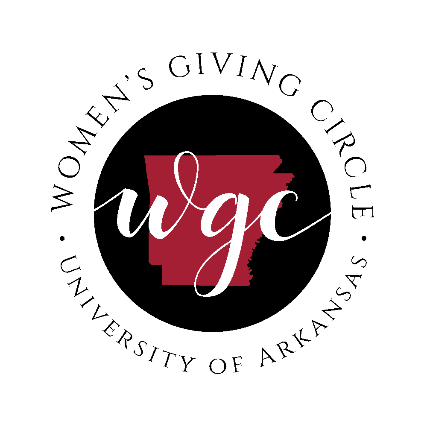 WOMEN'S GIVING CIRCLE
wgc
• UNIVERSITY OF ARKANSAS •